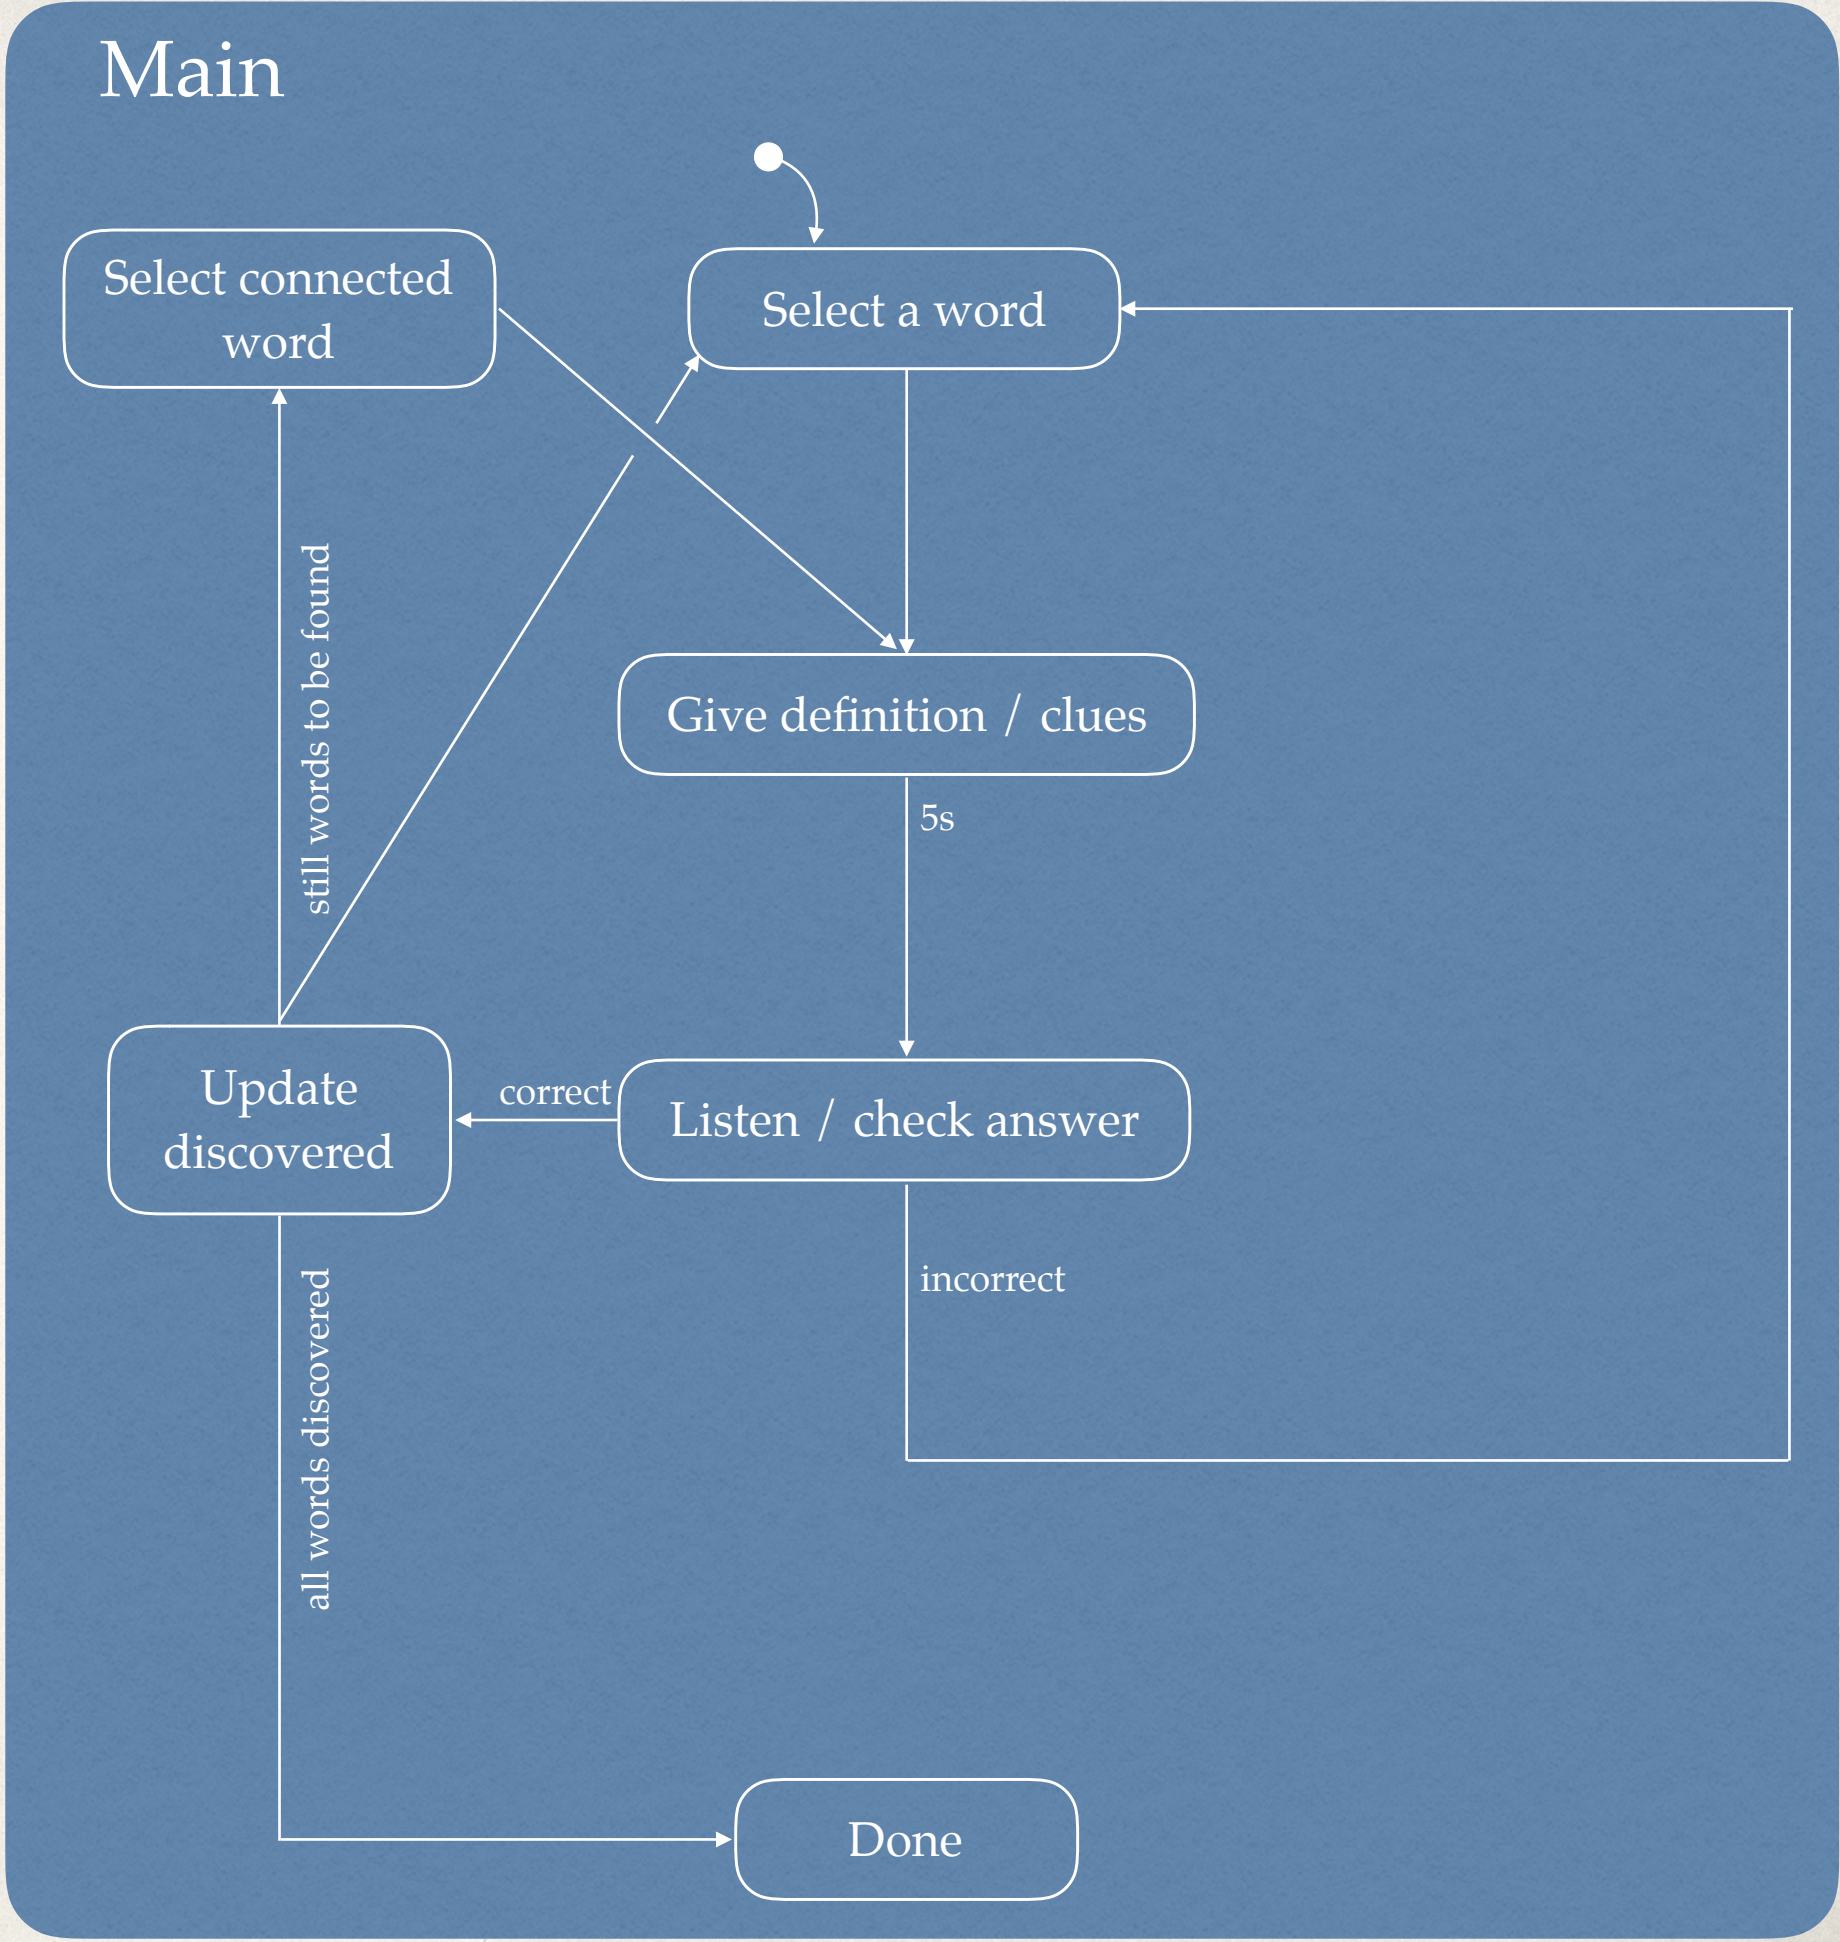 Main
Select connected
word
Select a word
still words to be found
Give definition / clues
5s
Update
discovered
correct
Listen / check answer
incorrect
all words discovered
Done